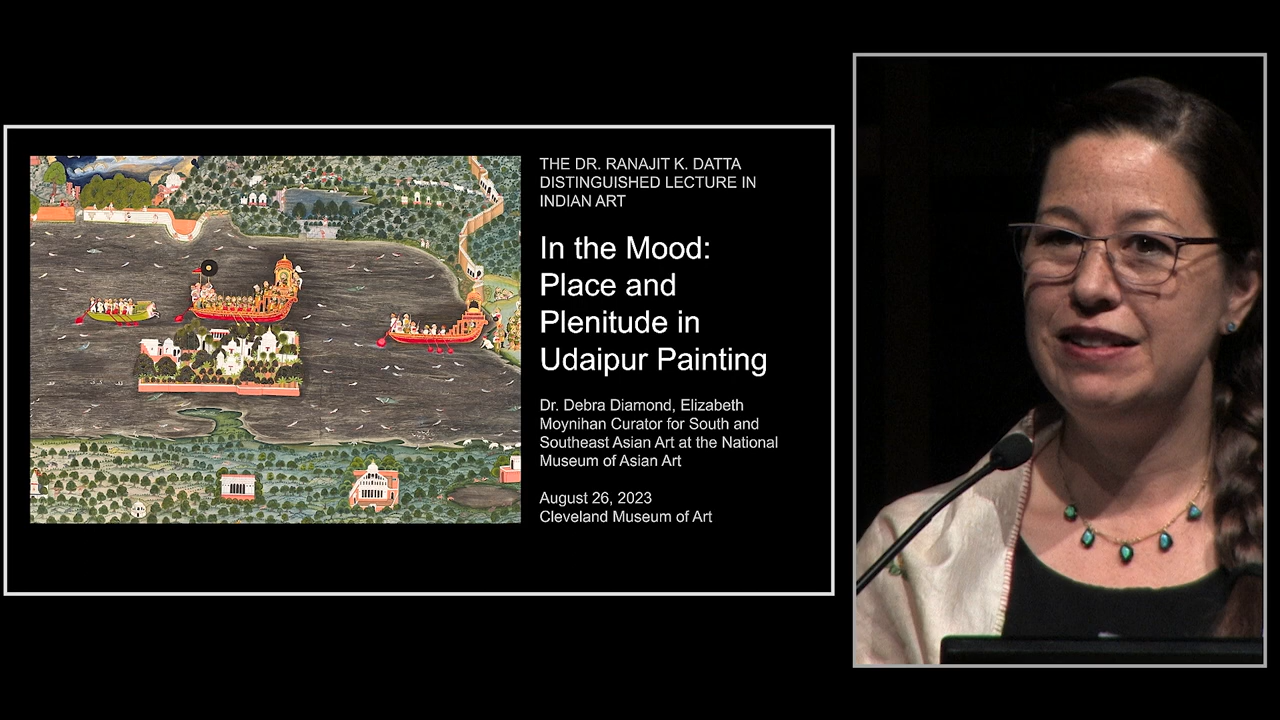 THE DR. RANAJIT K. DATTA
DISTINGUISHED LECTURE IN
INDIAN ART
In the Mood:
Place and
Plenitude in
Udaipur Painting
Dr. Debra Diamond, Elizabeth
Moynihan Curator for South and
Southeast Asian Art at the National
Museum of Asian Art
August 26, 2023
Cleveland Museum of Art